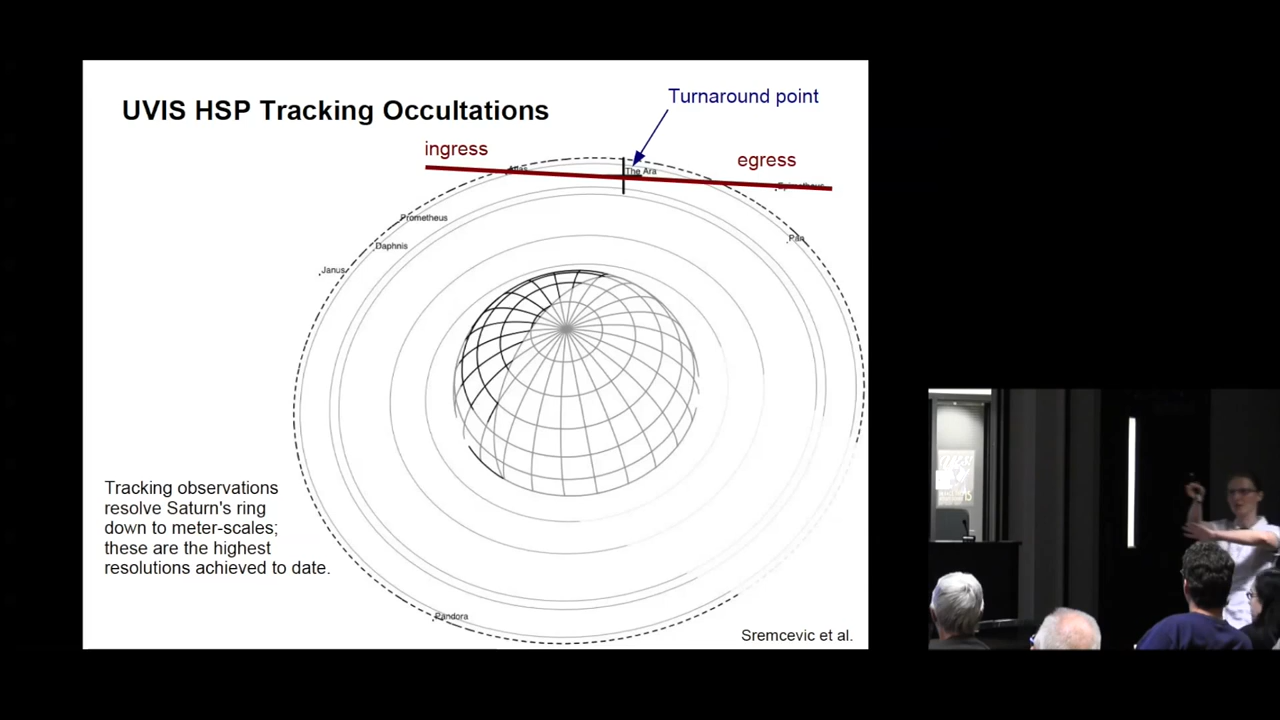 UVIS HSP Tracking Occultations
Turnaround point
ingress
egress
Atlas
The Ara
Epimetheus
Prometheus
Pan
Daphnis
Janus
Tracking observations
resolve Saturn's ring
down to meter-scales;
these are the highest
resolutions achieved to date.
Pandora
Sremcevic et al.